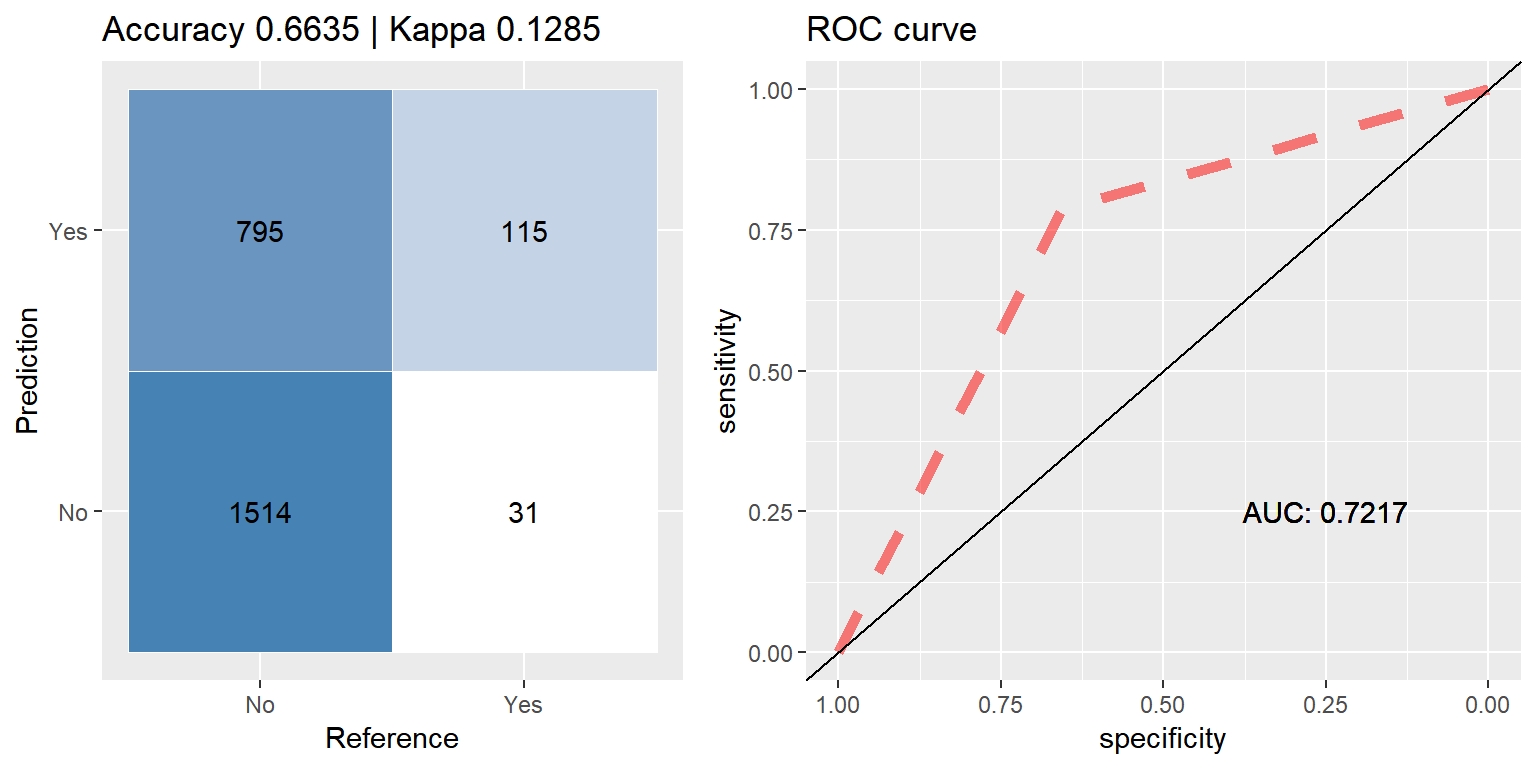 Accuracy 0.6635 | Kappa 0.1285
Yes
No
795
115
1514
31
No
Yes
Prediction
Reference
ROC curve
1.00
0.75
0.50
0.25
0.00
sensitivity
AUC: 0.7217
1.00
0.75
0.50
0.25
0.00
specificity